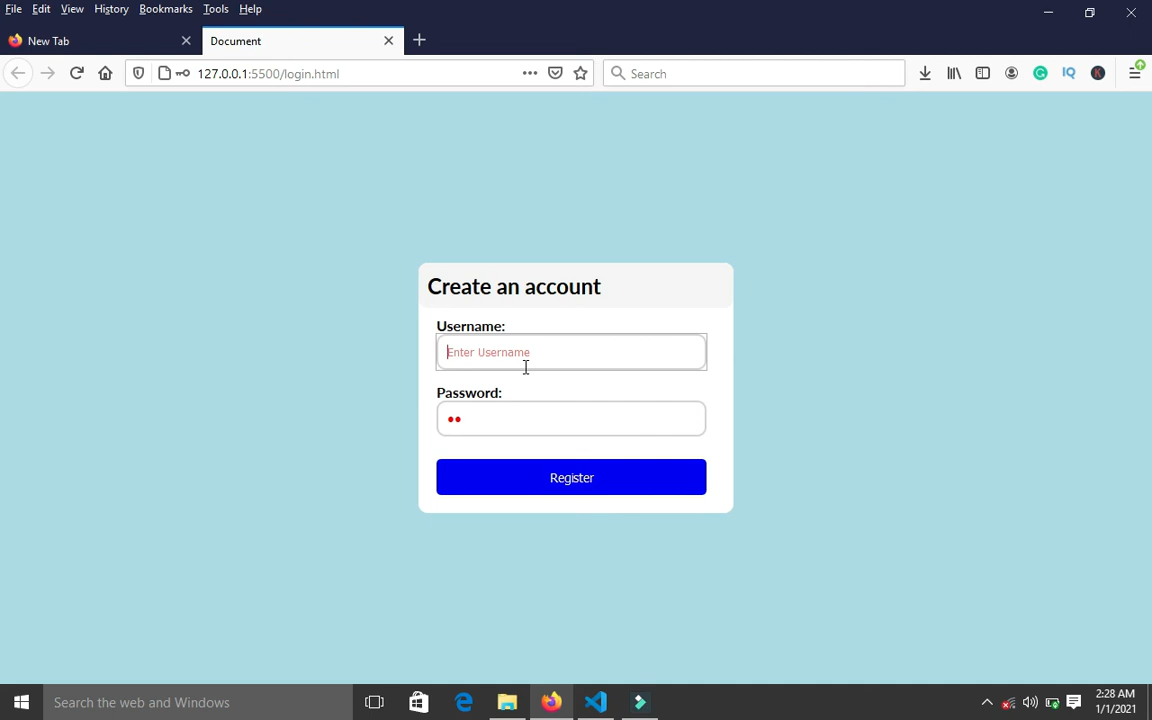 File Edit View History Bookmarks Tools Help
New Tab Document
127.0.0.1:5500/login.html Search IQ K
Create an account
Username:
Enter Username
Password:
Register
Search the web and Windows
2:28 AM
1/1/2021